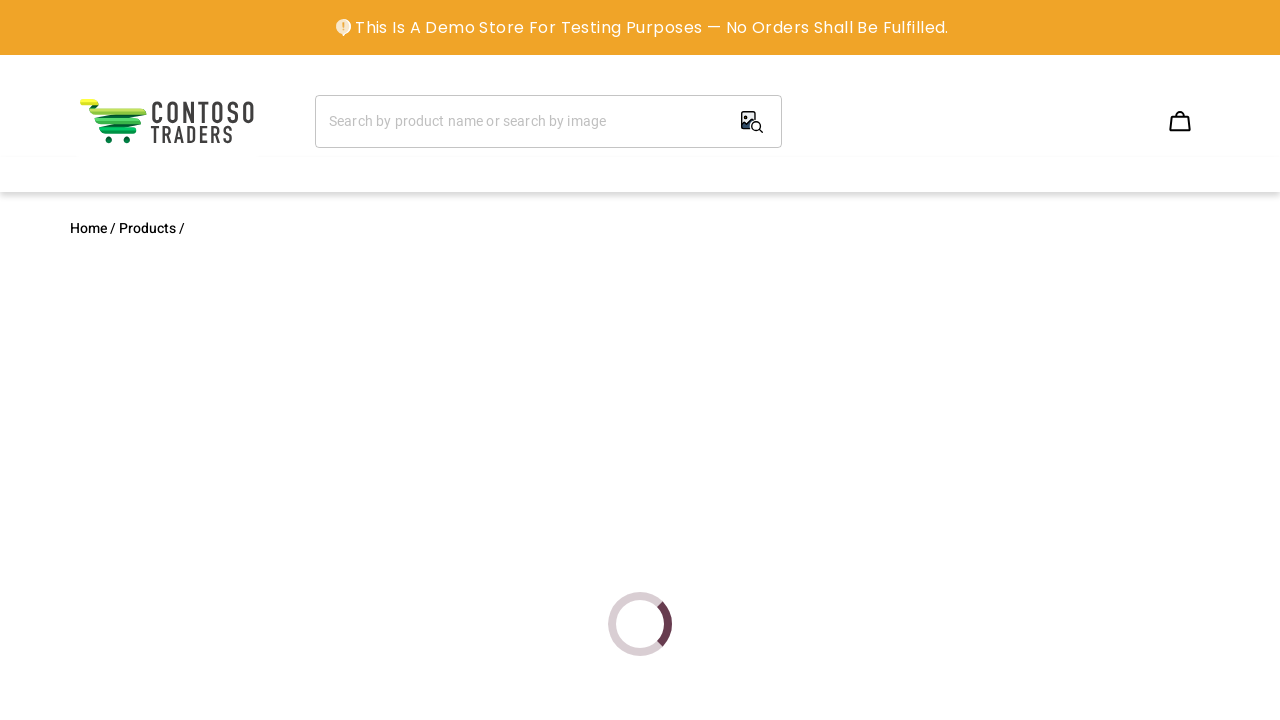 This Is A Demo Store For Testing Purposes — No Orders Shall Be Fulfilled.
CONTOSO
TRADERS
Search by product name or search by image
Home / Products /